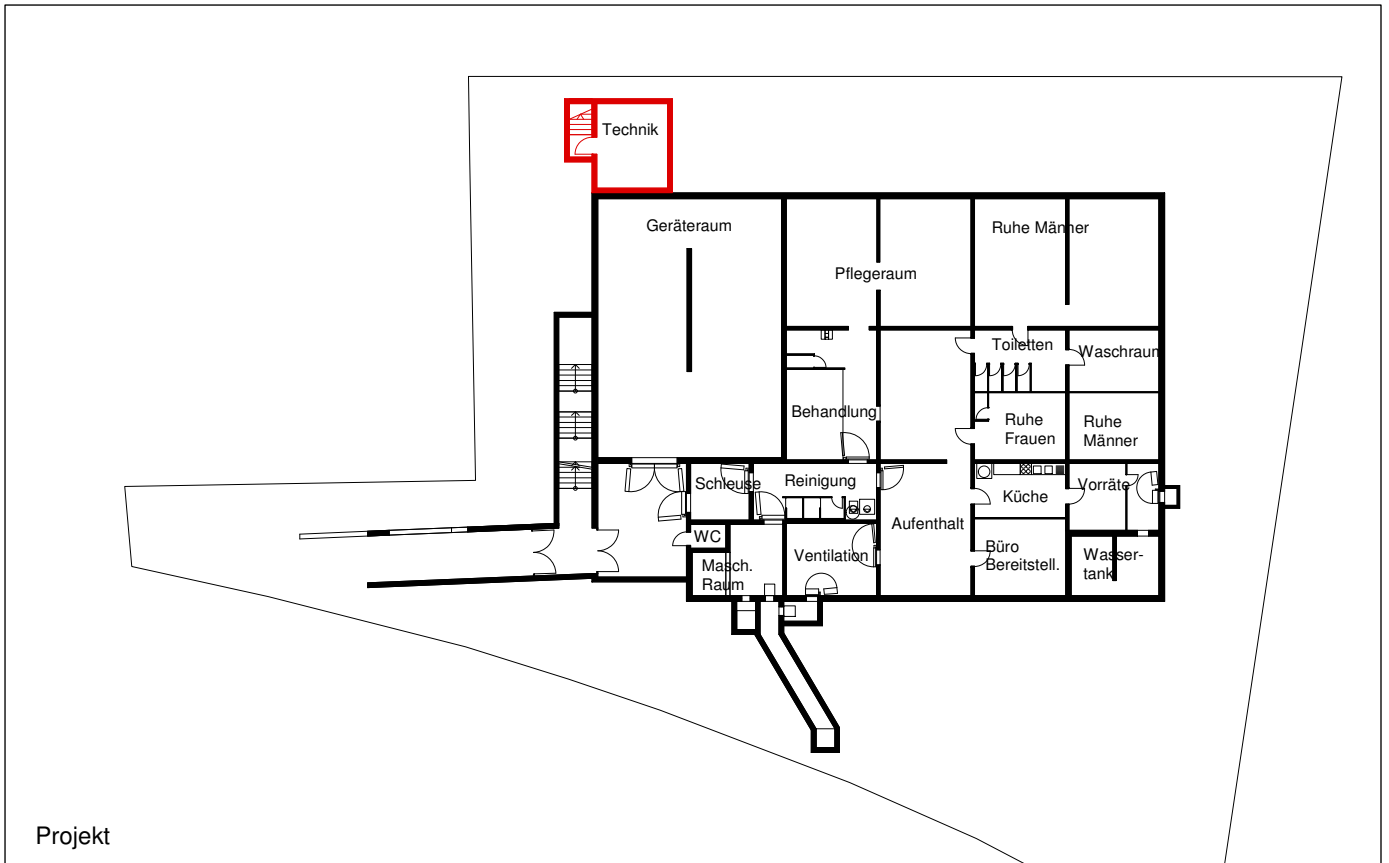 Technik
Geräteraum
Ruhe Männer
Pflegeraum
Toiletten
Waschraum
Behandlung
Ruhe
Frauen
Ruhe
Männer
Schleuse
Reinigung
Küche
Vorräte
Aufenthalt
WC
Masch.
Raum
Ventilation
Büro
Bereitstell.
Wasser-
tank
Projekt